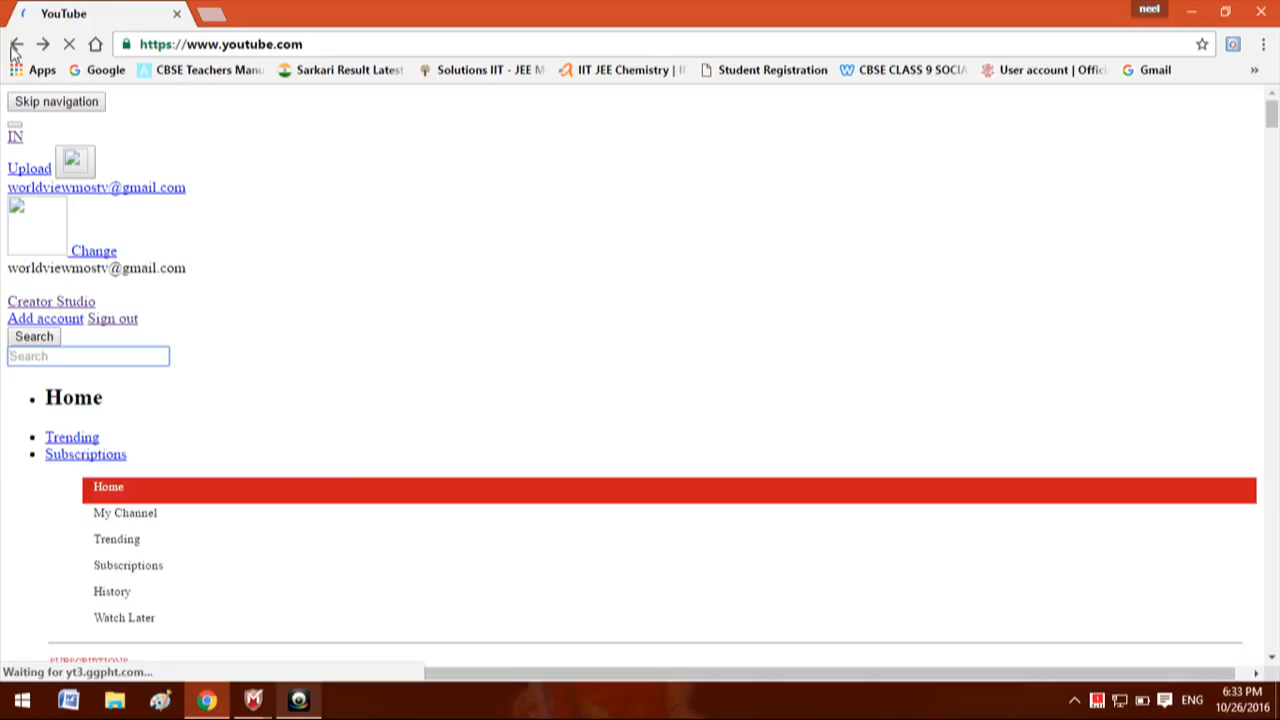 YouTube
neel
https://www.youtube.com
Apps Google CBSE Teachers Manu Sarkari Result Latest Solutions IIT - JEE M IIT JEE Chemistry | I Student Registration CBSE CLASS 9 SOCIA User account | Offici Gmail »
Skip navigation
IN
Upload
worldviewmostv@gmail.com
Change
worldviewmostv@gmail.com
Creator Studio
Add account Sign out
Search
Search
Home
Trending
Subscriptions
Home
My Channel
Trending
Subscriptions
History
Watch Later
SUBSCRIPTIONS
Waiting for yt3.ggpht.com...
ENG
6:33 PM
10/26/2016